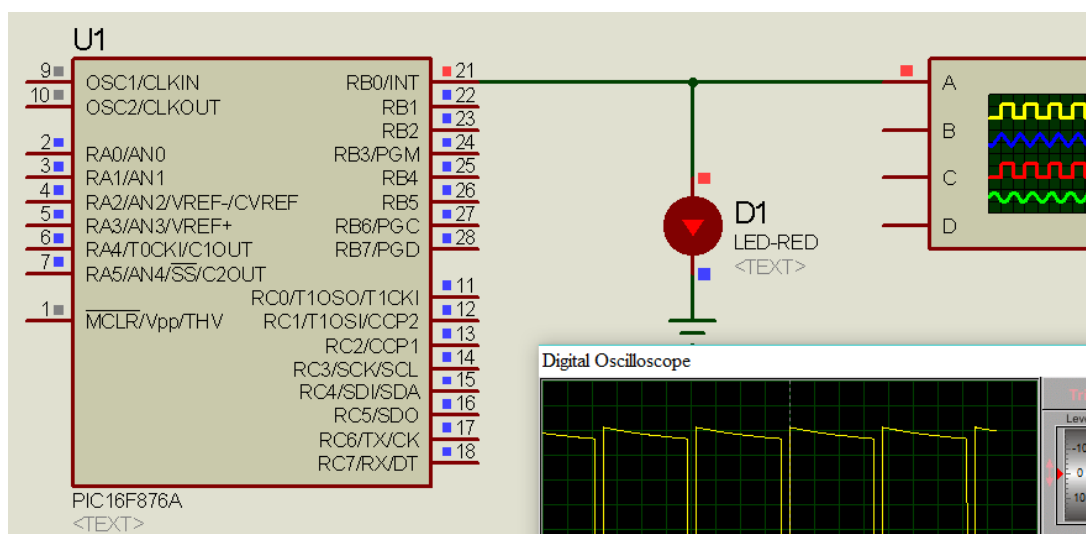 U1
9
OSC1/CLKIN
10
OSC2/CLKOUT
2
RA0/AN0
3
RA1/AN1
4
RA2/AN2/VREF-/CVREF
5
RA3/AN3/VREF+
6
RA4/T0CKI/C1OUT
7
RA5/AN4/SS/C2OUT
1
MCLR/Vpp/THV
RB0/INT
21
RB1
22
RB2
23
RB3/PGM
24
RB4
25
RB5
26
RB6/PGC
27
RB7/PGD
28
RC0/T1OSO/T1CKI
11
RC1/T1OSI/CCP2
12
RC2/CCP1
13
RC3/SCK/SCL
14
RC4/SDI/SDA
15
RC5/SDO
16
RC6/TX/CK
17
RC7/RX/DT
18
PIC16F876A
<TEXT>
D1
LED-RED
<TEXT>
A
B
C
D
Digital Oscilloscope
0